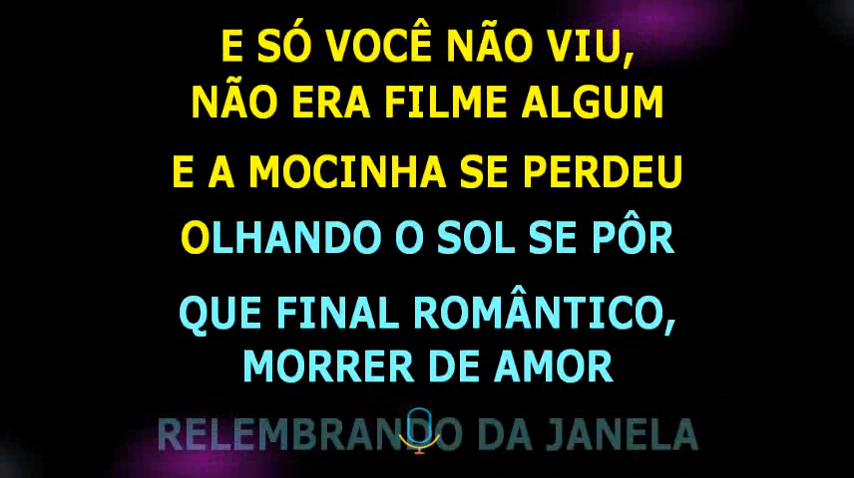 E SÓ VOCÊ NÃO VIU,
NÃO ERA FILME ALGUM
E A MOCINHA SE PERDEU
OLHANDO O SOL SE PÔR
QUE FINAL ROMÂNTICO,
MORRER DE AMOR
RELEMBRANDO DA JANELA